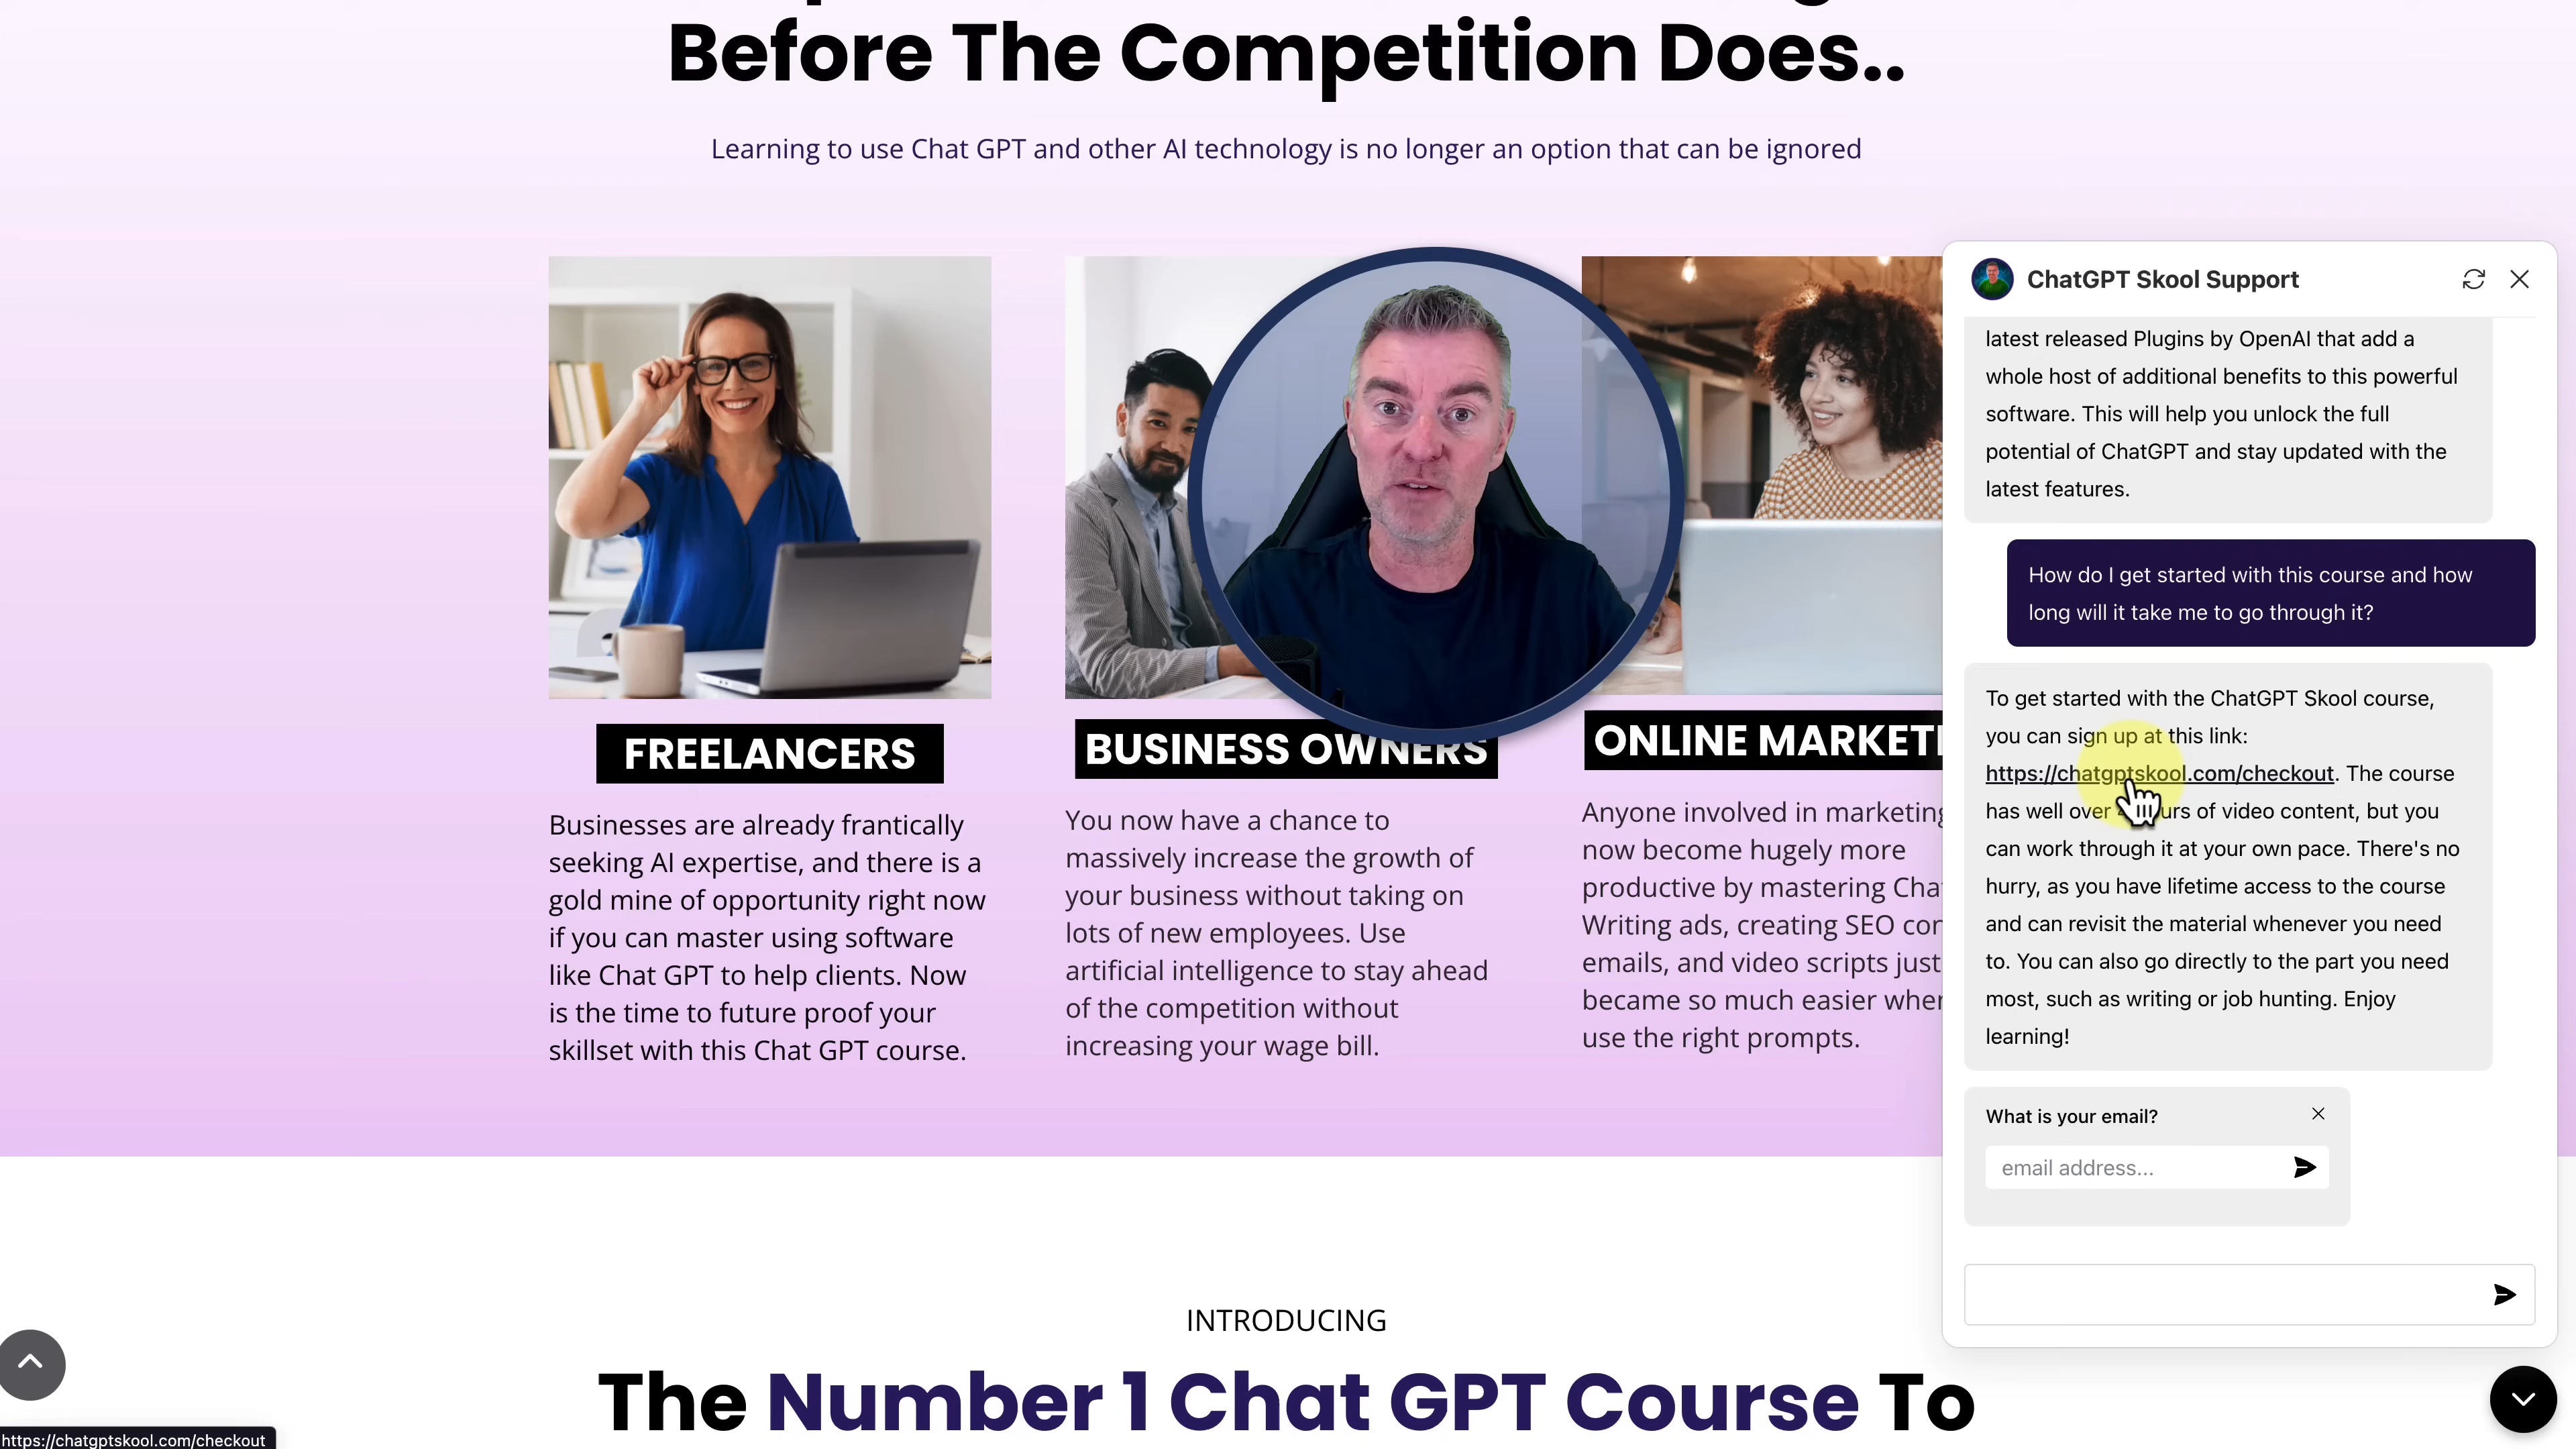 Before The Competition Does..
Learning to use Chat GPT and other AI technology is no longer an option that can be ignored
FREELANCERS
Businesses are already frantically
seeking AI expertise, and there is a
gold mine of opportunity right now
if you can master using software
like Chat GPT to help clients. Now
is the time to future proof your
skillset with this Chat GPT course.
BUSINESS OWNERS
You now have a chance to
massively increase the growth of
your business without taking on
lots of new employees. Use
artificial intelligence to stay ahead
of the competition without
increasing your wage bill.
ONLINE
Anyone involved in marketing
now become hugely more
productive by mastering
Writing ads, creating SEO
emails, and video scripts just
became so much easier
use the right prompts.
ChatGPT Skool Support
latest released Plugins by OpenAI that add a
whole host of additional benefits to this powerful
software. This will help you unlock the full
potential of ChatGPT and stay updated with the
latest features.
How do I get started with this course and how
long will it take me to go through it?
To get started with the ChatGPT Skool course,
you can sign up at this link:
https://chatgptskool.com/checkout. The course
has well over of video content, but you
can work through it at your own pace. There's no
hurry, as you have lifetime access to the course
and can revisit the material whenever you need
to. You can also go directly to the part you need
most, such as writing or job hunting. Enjoy
learning!
What is your email?
email address...
INTRODUCING
The Number 1 Chat GPT Course To
https://chatgptskool.com/checkout